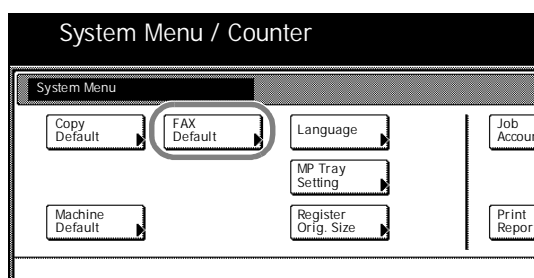 System Menu / Counter
System Menu
Copy
Default
FAX
Default
Language
Job
Accou
MP Tray
Setting
Machine
Default
Register
Orig. Size
Print
Repor